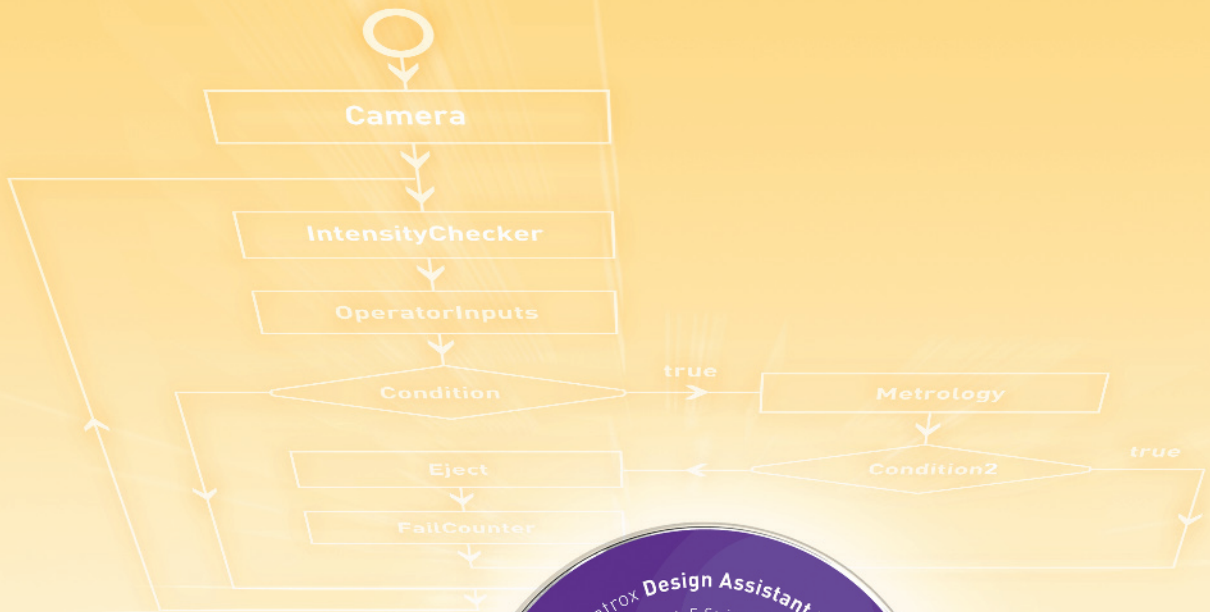 Camera
IntensityChecker
OperatorInputs
true
Condition
Metrology
true
Eject
Condition2
FailCounter
Design Assistant